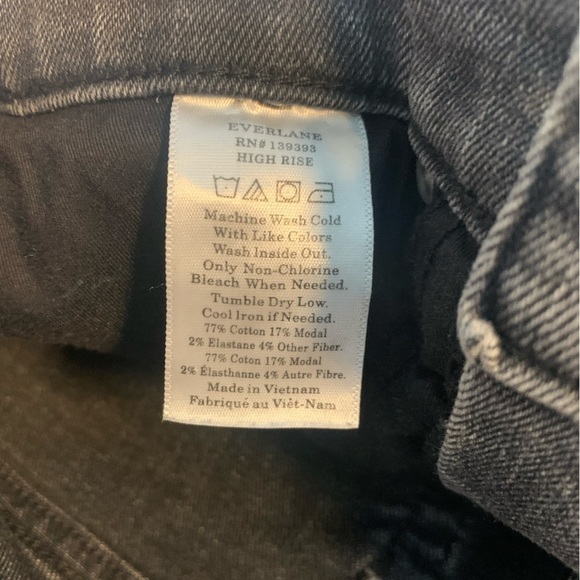 EVERLANE
RN# 139393
HIGH RISE
Machine Wash Cold
With Like Colors
Wash Inside Out.
Only Non-Chlorine
Bleach When Needed.
Tumble Dry Low.
Cool Iron if Needed.
77% Cotton 17% Modal
2% Elastane 4% Other Fiber.
77% Coton 17% Modal
2% Élasthanne 4% Autre Fibre.
Made in Vietnam
Fabriqué au Viêt-Nam